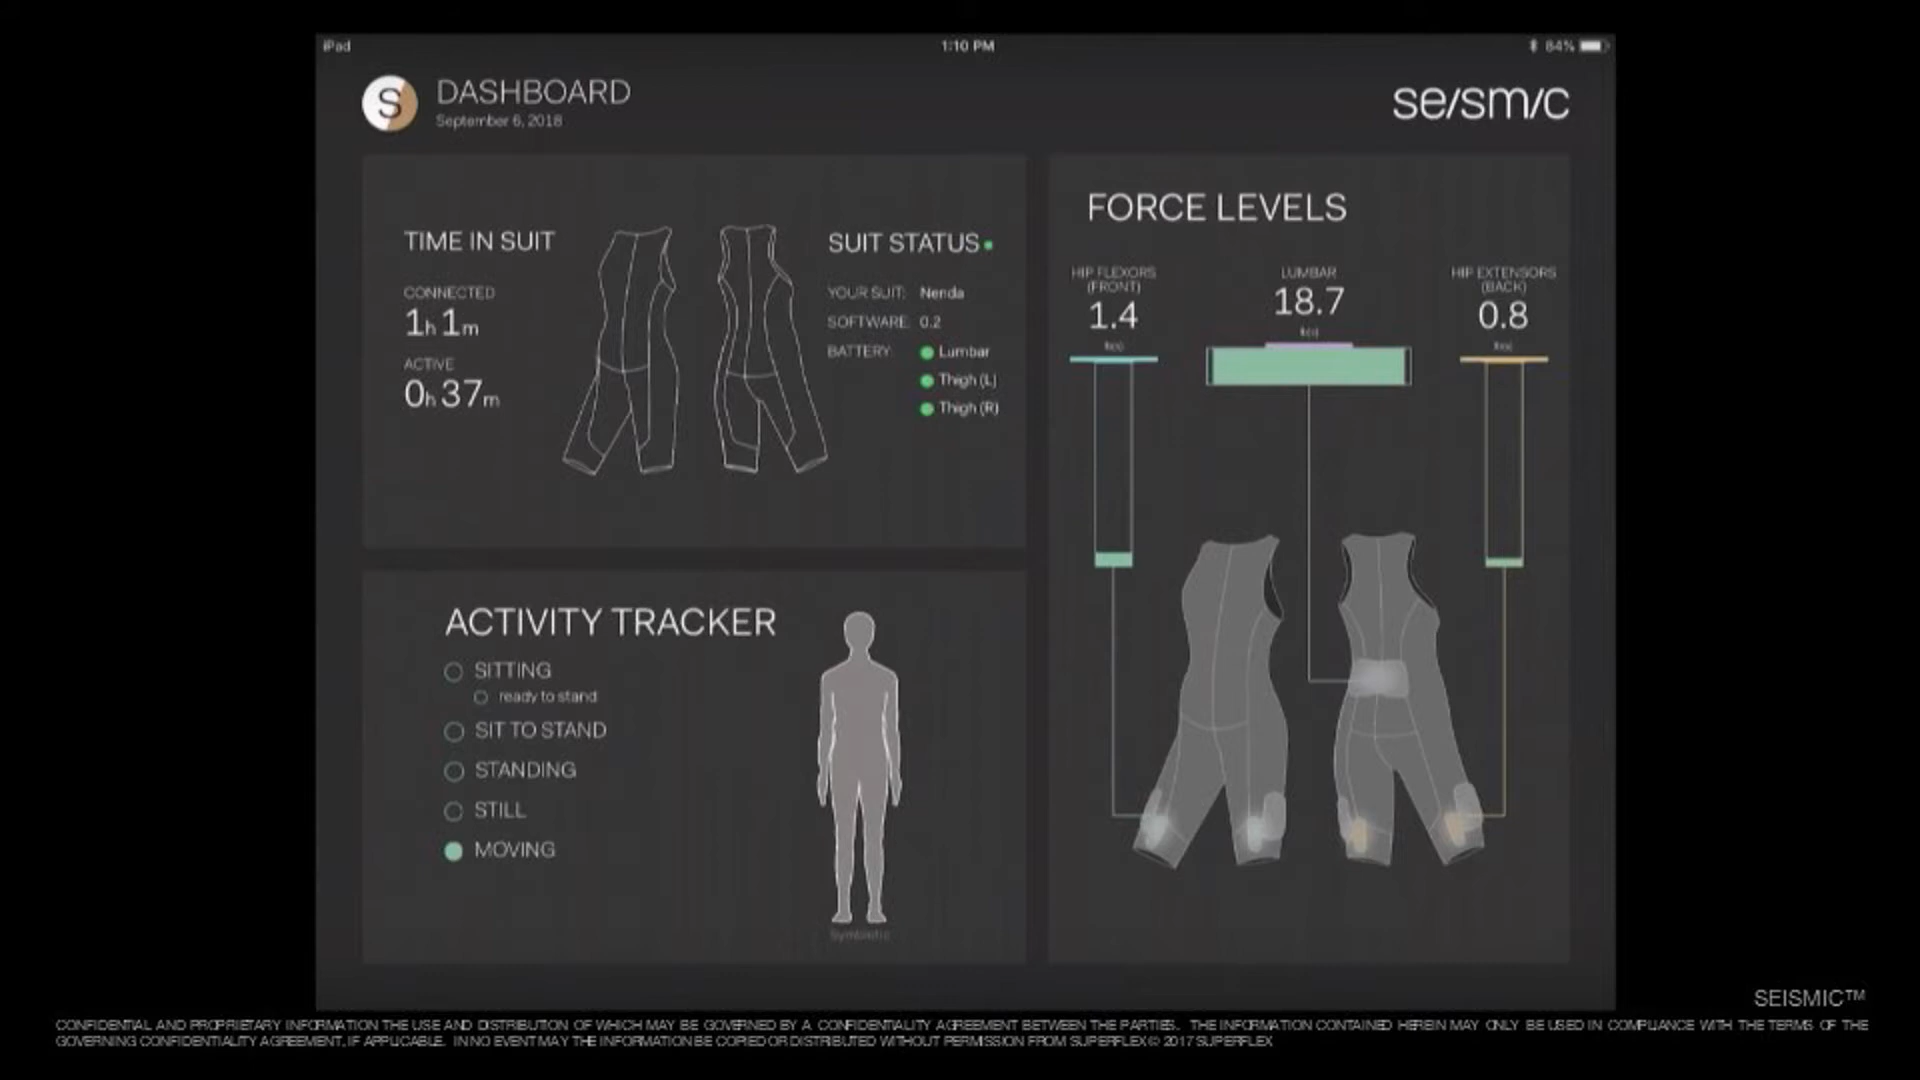 iPad
1:10 PM
84%
S
DASHBOARD
September 6, 2018
se/sm/c
TIME IN SUIT
CONNECTED
1h 1m
ACTIVE
0h 37m
SUIT STATUS
YOUR SUIT: Nenda
SOFTWARE: 0.2
BATTERY: Lumbar
Thigh (L)
Thigh (R)
ACTIVITY TRACKER
SITTING
ready to stand
SIT TO STAND
STANDING
STILL
MOVING
Symbiotic
FORCE LEVELS
HIP FLEXORS
(FRONT)
1.4
LUMBAR
18.7
HIP EXTENSORS
(BACK)
0.8
SEISMIC™
CONFIDENTIAL AND PROPRIETARY INFORMATION THE USE AND DISTRIBUTION OF WHICH MAY BE GOVERNED BY A CONFIDENTIALITY AGREEMENT BETWEEN THE PARTIES. THE INFORMATION CONTAINED HEREIN MAY ONLY BE USED IN COMPLIANCE WITH THE TERMS OF THE
GOVERNING CONFIDENTIALITY AGREEMENT, IF APPLICABLE. IN NO EVENT MAY THE INFORMATION BE COPIED OR DISTRIBUTED WITHOUT PERMISSION FROM SUPERFLEX © 2017 SUPERFLEX